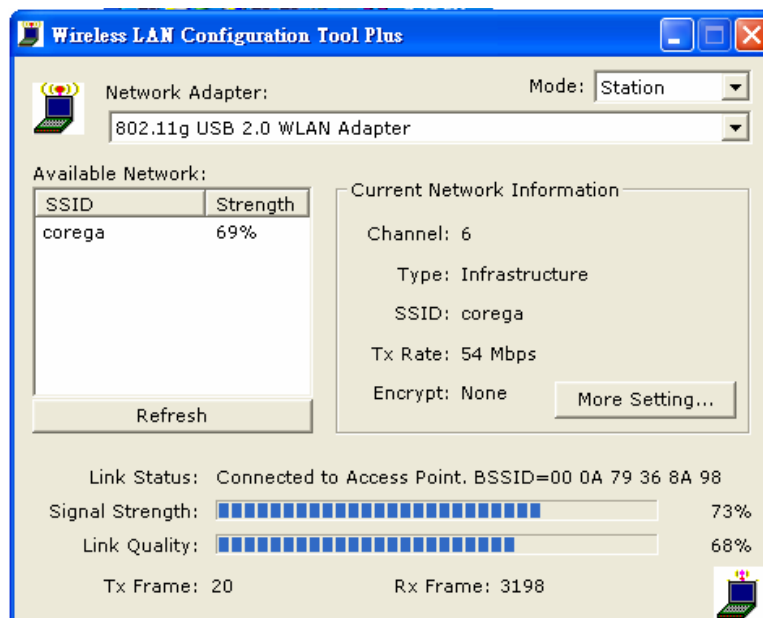 Wireless LAN Configuration Tool Plus
Network Adapter:
Mode: Station
802.11g USB 2.0 WLAN Adapter
Available Network:
SSID Strength
corega 69%
Refresh
Current Network Information
Channel: 6
Type: Infrastructure
SSID: corega
Tx Rate: 54 Mbps
Encrypt: None
More Setting...
Link Status: Connected to Access Point. BSSID=00 0A 79 36 8A 98
Signal Strength: 73%
Link Quality: 68%
Tx Frame: 20 Rx Frame: 3198